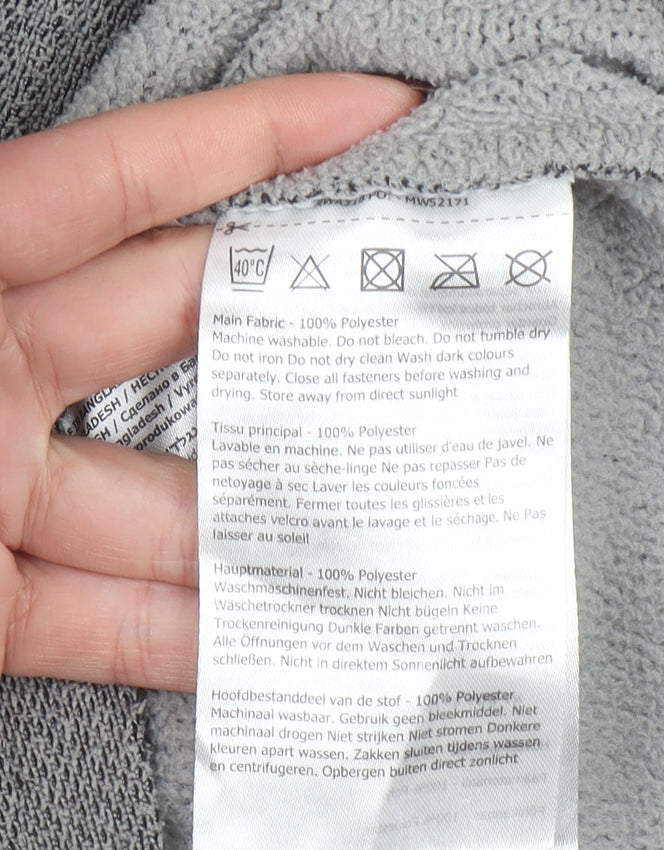 MW52171
40°C
Main Fabric - 100% Polyester
Machine washable. Do not bleach. Do not tumble dry
Do not iron Do not dry clean Wash dark colours
separately. Close all fasteners before washing and
drying. Store away from direct sunlight
Tissu principal - 100% Polyester
Lavable en machine. Ne pas utiliser d'eau de javel. Ne
pas sécher au sèche-linge Ne pas repasser Pas de
netoyage à sec Laver les couleurs foncées
séparément. Fermer toutes les glissières et les
attaches velcro avant le lavage et le séchage. Ne Pas
laisser au soleil
Hauptmaterial - 100% Polyester
Waschmaschinenfest. Nicht bleichen. Nicht im
Wäschetrockner trocknen Nicht bügeln Keine
Trockenreinigung Dunkle Farben getrennt waschen.
Alle Öffnungen vor dem Waschen und Trocknen
schließen. Nicht in direktem Sonnenlicht aufbewahren
Hoofdbestanddeel van de stof - 100% Polyester
Machinaal wasbaar. Gebruik geen bleekmiddel. Niet
machinaal drogen Niet strijken Niet stomen Donkere
kleuren apart wassen. Zakken sluiten tijdens wassen
en centrifugeren. Opbergen buiten direct zonlicht
Сделано в